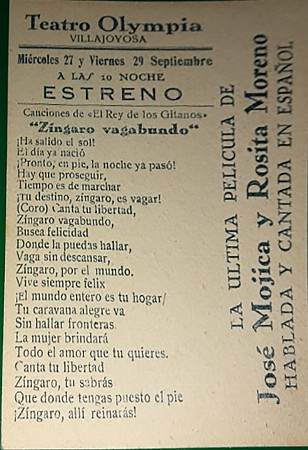 Teatro Olympia
VILLAJOYOSA
Miércoles 27 y Viernes 29 Septiembre
A LAS 10 NOCHE
ESTRENO
Canciones de «El Rey de los Gitanos»
"Zíngaro vagabundo"
¡Ha salido el sol!
El día ya nació
¡Pronto, en pie, la noche ya pasó!
Hay que proseguir,
Tiempo es de marchar
¡Tu destino, zíngaro, es vagar!
(Coro) Canta tu libertad,
Zíngaro vagabundo,
Busca felicidad
Donde la puedas hallar,
Vaga sin descansar,
Zíngaro, por el mundo.
Vive siempre felix
¡El mundo entero es tu hogar/
Tu caravana alegre va
Sin hallar fronteras
La mujer brindará
Todo el amor que tu quieres.
Canta tu libertad
Zíngaro, tu sabrás
Que donde tengas puesto el pie
¡Zíngaro, allí reinarás!
LA ULTIMA PELICULA DE
José Mojica y Rosita Moreno
HABLADA Y CANTADA EN ESPAÑOL